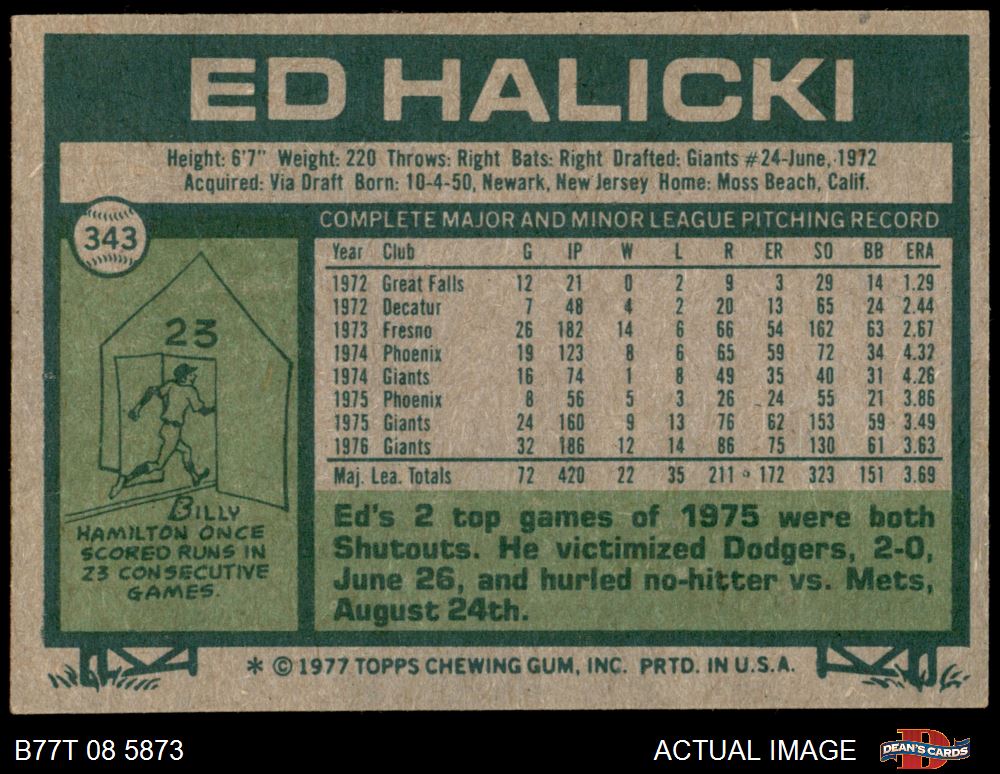 ED HALICKI
Height: 6'7" Weight: 220 Throws: Right Bats: Right Drafted: Giants #24-June, 1972
Acquired: Via Draft Born: 10-4-50, Newark, New Jersey Home: Moss Beach, Calif.
343
COMPLETE MAJOR AND MINOR LEAGUE PITCHING RECORD
Year Club G IP W L R ER SO BB ERA
1972 Great Falls 12 21 0 2 9 3 29 14 1.29
1972 Decatur 7 48 4 2 20 13 65 24 2.44
1973 Fresno 26 182 14 6 66 54 162 63 2.67
1974 Phoenix 19 123 8 6 65 59 72 34 4.32
1974 Giants 16 74 1 8 49 35 40 31 4.26
1975 Phoenix 8 56 5 3 26 24 55 21 3.86
1975 Giants 24 160 9 13 76 62 153 59 3.49
1976 Giants 32 186 12 14 86 75 130 61 3.63
Maj. Lea. Totals 72 420 22 35 211 172 323 151 3.69
23
BILLY
HAMILTON ONCE
SCORED RUNS IN
23 CONSECUTIVE
GAMES.
Ed's 2 top games of 1975 were both
Shutouts. He victimized Dodgers, 2-0,
June 26, and hurled no-hitter vs. Mets,
August 24th.
* © 1977 TOPPS CHEWING GUM, INC. PRTD. IN U.S.A.
B77T 08 5873
ACTUAL IMAGE
DEAN'S CARDS